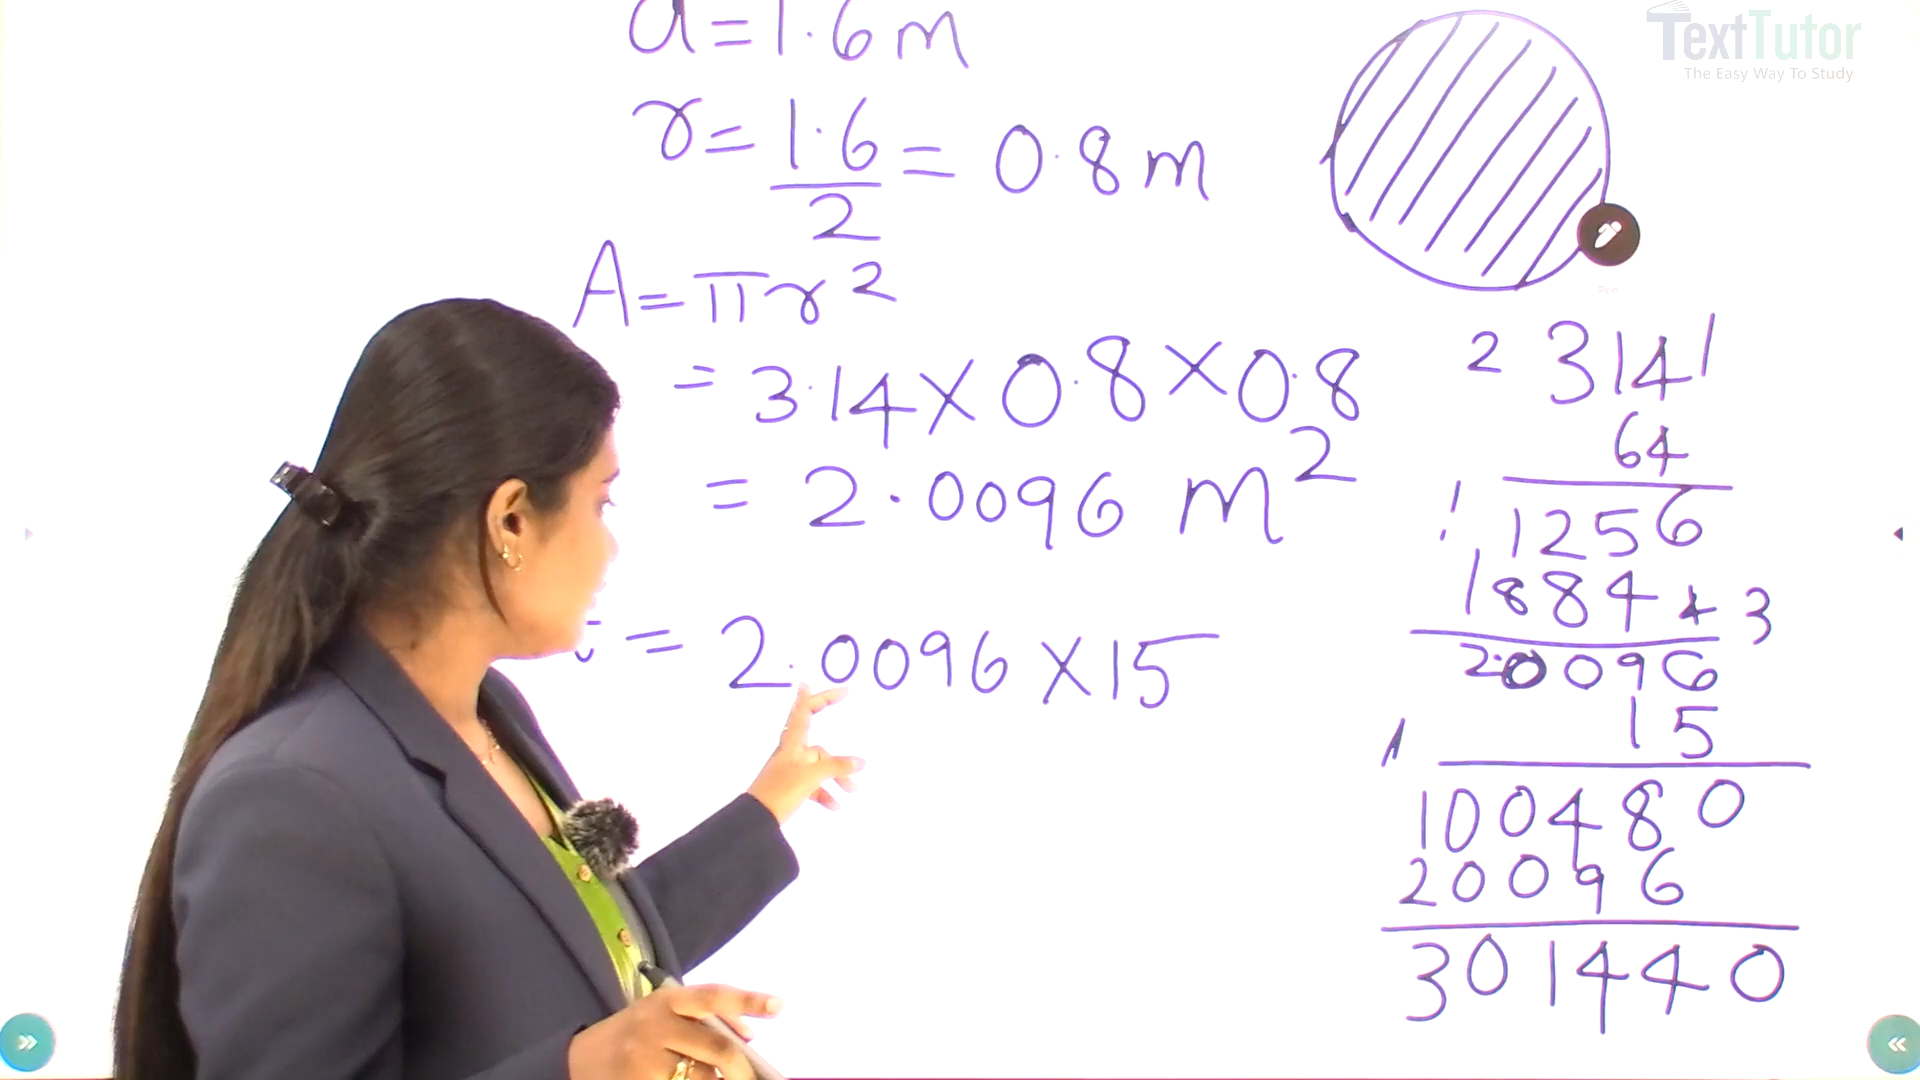 TextTutor
The Easy Way To Study
d = 1.6 m
r = 1.6/2 = 0.8 m
A = πr²
= 3.14 × 0.8 × 0.8
= 2.0096 m²
= 2.0096 × 15
2 314 1
64
1256
1884 + 3
2.0096
15
100480
20096
301440